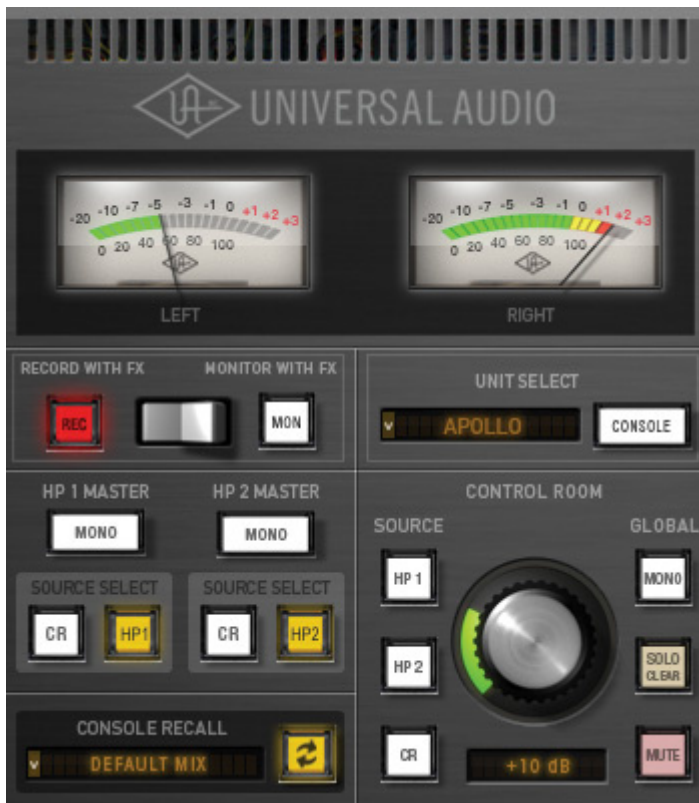 UA UNIVERSAL AUDIO
-20 -10 -7 -5 -3 -1 0 +1 +2 +3
0 20 40 60 80 100
UA
LEFT
-20 -10 -7 -5 -3 -1 0 +1 +2 +3
0 20 40 60 80 100
UA
RIGHT
RECORD WITH FX
MONITOR WITH FX
REC
MON
UNIT SELECT
APOLLO
CONSOLE
HP 1 MASTER
MONO
HP 2 MASTER
MONO
SOURCE SELECT
CR HP1
SOURCE SELECT
CR HP2
CONSOLE RECALL
DEFAULT MIX
CONTROL ROOM
SOURCE
HP 1
HP 2
CR
+10 dB
GLOBAL
MONO
SOLO
CLEAR
MUTE